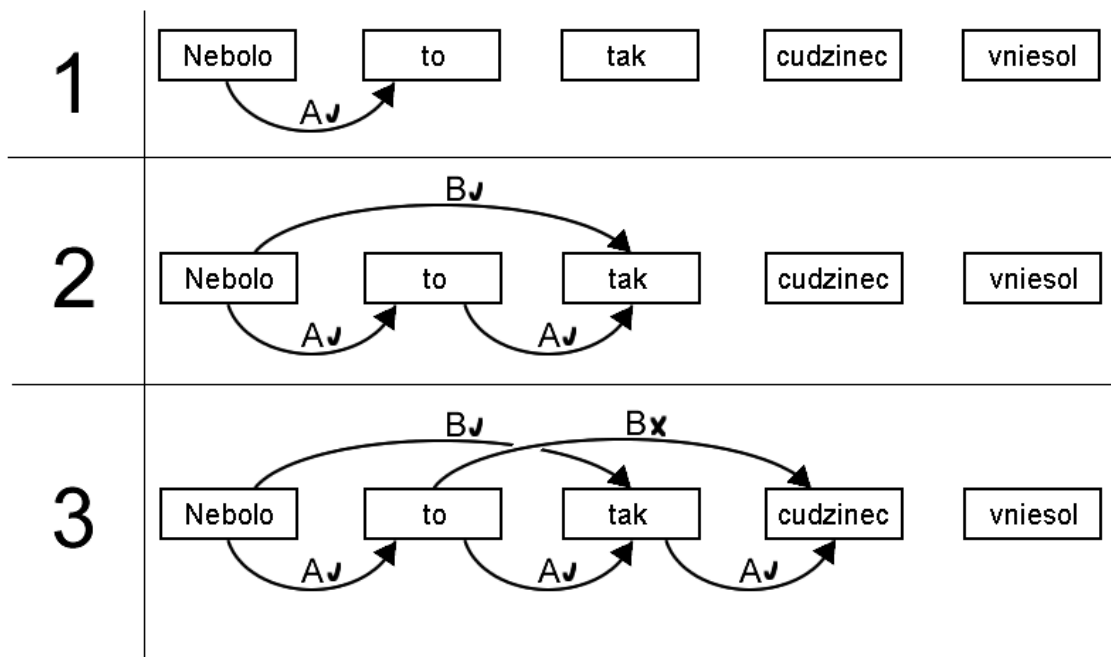 1 Nebolo to tak cudzinec vniesol
A✓
B✓
2 Nebolo to tak cudzinec vniesol
A✓ A✓
B✓ B✗
3 Nebolo to tak cudzinec vniesol
A✓ A✓ A✓